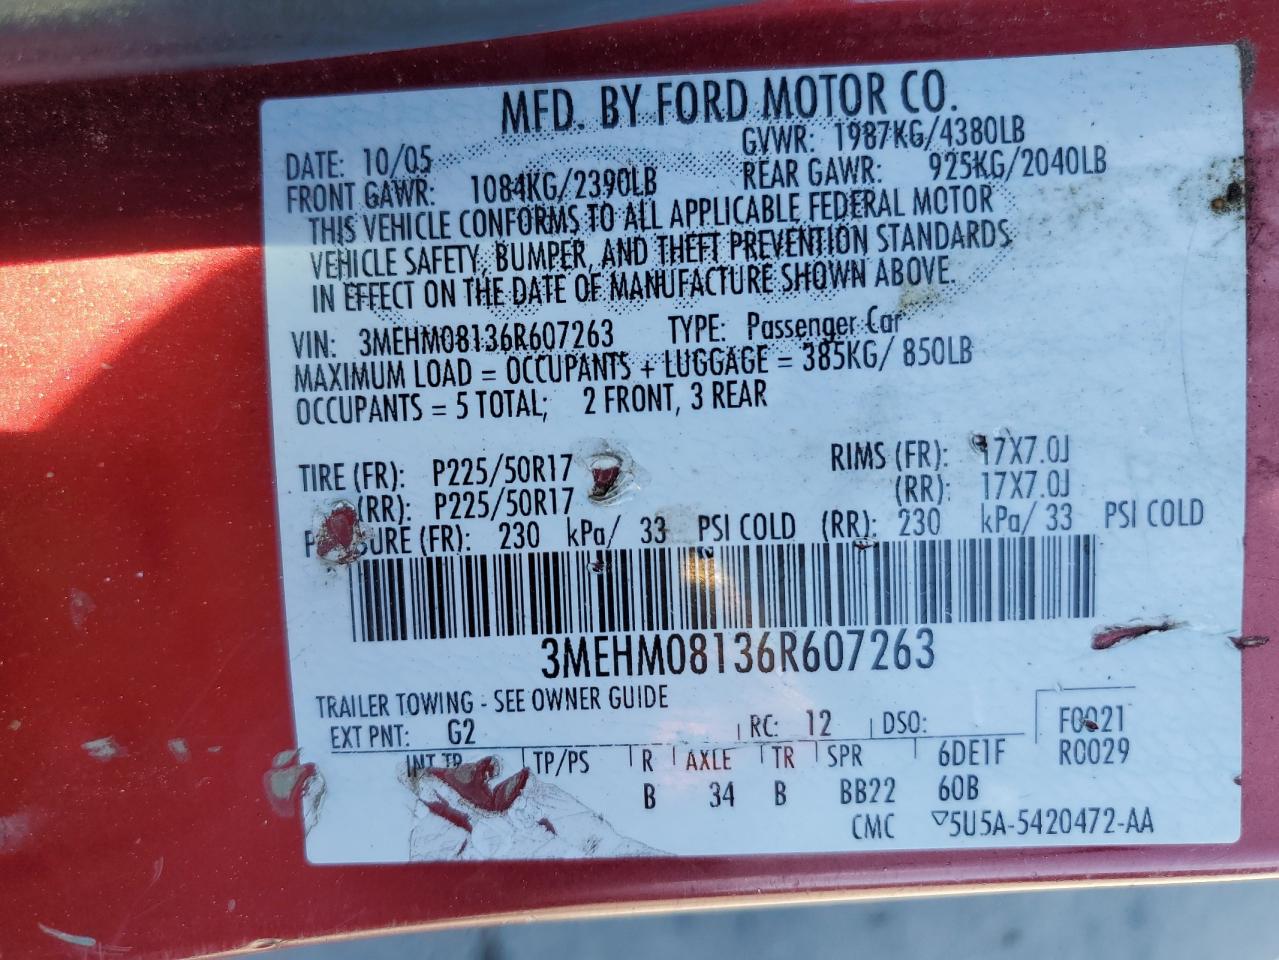 MFD. BY FORD MOTOR CO.
DATE: 10/05 GVWR: 1987KG/4380LB
FRONT GAWR: 1084KG/2390LB REAR GAWR: 925KG/2040LB
THIS VEHICLE CONFORMS TO ALL APPLICABLE FEDERAL MOTOR
VEHICLE SAFETY, BUMPER, AND THEFT PREVENTION STANDARDS
IN EFFECT ON THE DATE OF MANUFACTURE SHOWN ABOVE.
VIN: 3MEHM08136R607263 TYPE: Passenger Car
MAXIMUM LOAD = OCCUPANTS + LUGGAGE = 385KG/ 850LB
OCCUPANTS = 5 TOTAL; 2 FRONT, 3 REAR
TIRE (FR): P225/50R17 RIMS (FR): 17X7.0J
(RR): P225/50R17 (RR): 17X7.0J
(FR): 230 kPa/ 33 PSI COLD (RR): 230 kPa/ 33 PSI COLD
3MEHM08136R607263
TRAILER TOWING - SEE OWNER GUIDE
EXT PNT: G2 RC: 12 DSO: F0021
INT TR TP/PS R AXLE TR SPR 6DE1F R0029
B 34 B BB22 60B
CMC ▽5U5A-5420472-AA